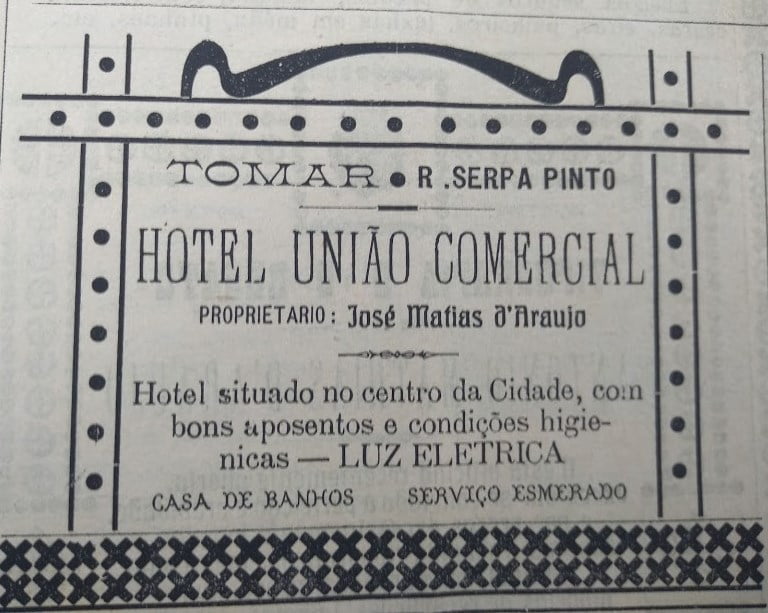 TOMAR • R .SERPA PINTO
HOTEL UNIÃO COMERCIAL
PROPRIETARIO: José Matias d'Araujo
Hotel situado no centro da Cidade, com
bons aposentos e condições higie-
nicas — LUZ ELETRICA
CASA DE BANHOS SERVIÇO ESMERADO